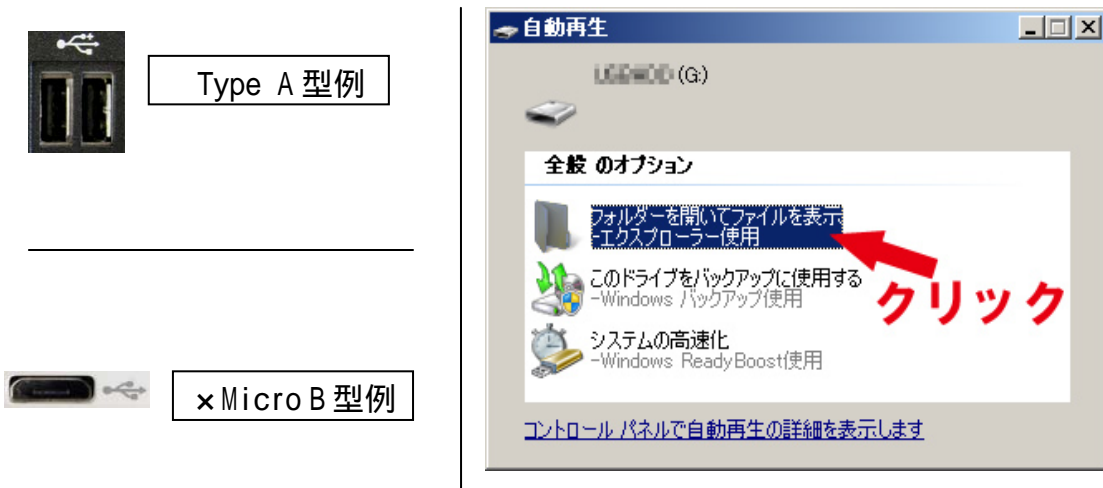 Type A 型例
×Micro B 型例
自動再生
(G:)
全般 のオプション
フォルダーを開いてファイルを表示
-エクスプローラー使用
このドライブをバックアップに使用する
-Windows バックアップ使用
クリック
システムの高速化
-Windows ReadyBoost使用
コントロール パネルで自動再生の詳細を表示します